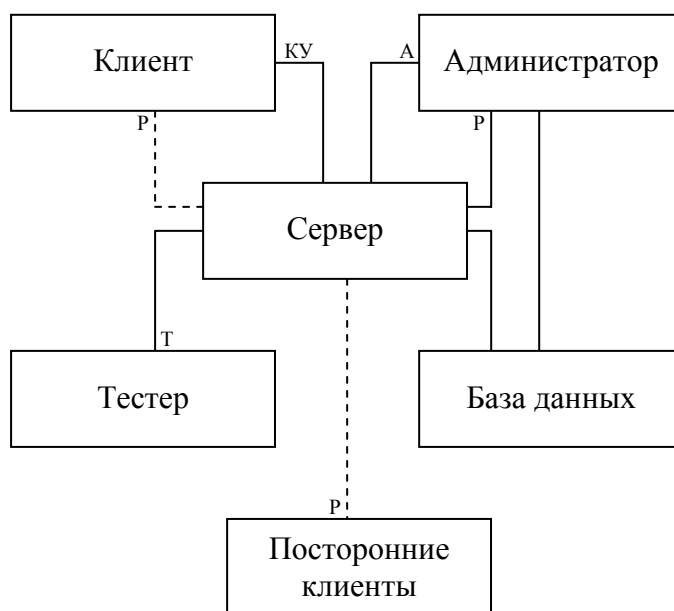 Клиент
КУ
А
Администратор
Р
Р
Сервер
Т
Тестер
База данных
Р
Посторонние
клиенты